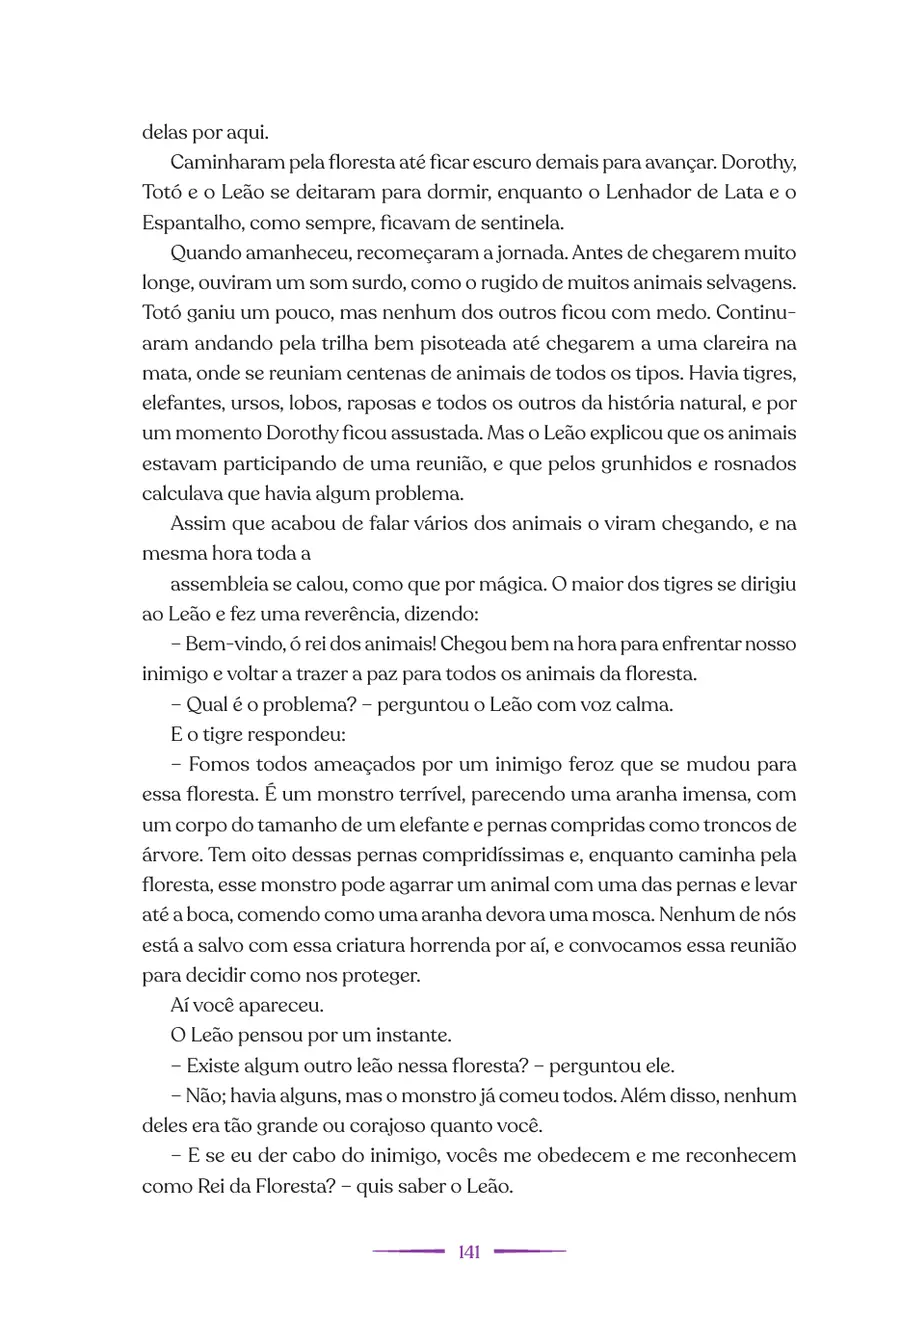 delas por aqui.
Caminharam pela floresta até ficar escuro demais para avançar. Dorothy,
Totó e o Leão se deitaram para dormir, enquanto o Lenhador de Lata e o
Espantalho, como sempre, ficavam de sentinela.
Quando amanheceu, recomeçaram a jornada. Antes de chegarem muito
longe, ouviram um som surdo, como o rugido de muitos animais selvagens.
Totó ganiu um pouco, mas nenhum dos outros ficou com medo. Continu-
aram andando pela trilha bem pisoteada até chegarem a uma clareira na
mata, onde se reuniam centenas de animais de todos os tipos. Havia tigres,
elefantes, ursos, lobos, raposas e todos os outros da história natural, e por
um momento Dorothy ficou assustada. Mas o Leão explicou que os animais
estavam participando de uma reunião, e que pelos grunhidos e rosnados
calculava que havia algum problema.
Assim que acabou de falar vários dos animais o viram chegando, e na
mesma hora toda a
assembleia se calou, como que por mágica. O maior dos tigres se dirigiu
ao Leão e fez uma reverência, dizendo:
– Bem-vindo, ó rei dos animais! Chegou bem na hora para enfrentar nosso
inimigo e voltar a trazer a paz para todos os animais da floresta.
– Qual é o problema? – perguntou o Leão com voz calma.
E o tigre respondeu:
– Fomos todos ameaçados por um inimigo feroz que se mudou para
essa floresta. É um monstro terrível, parecendo uma aranha imensa, com
um corpo do tamanho de um elefante e pernas compridas como troncos de
árvore. Tem oito dessas pernas compridíssimas e, enquanto caminha pela
floresta, esse monstro pode agarrar um animal com uma das pernas e levar
até a boca, comendo como uma aranha devora uma mosca. Nenhum de nós
está a salvo com essa criatura horrenda por aí, e convocamos essa reunião
para decidir como nos proteger.
Aí você apareceu.
O Leão pensou por um instante.
– Existe algum outro leão nessa floresta? – perguntou ele.
– Não; havia alguns, mas o monstro já comeu todos. Além disso, nenhum
deles era tão grande ou corajoso quanto você.
– E se eu der cabo do inimigo, vocês me obedecem e me reconhecem
como Rei da Floresta? – quis saber o Leão.
141